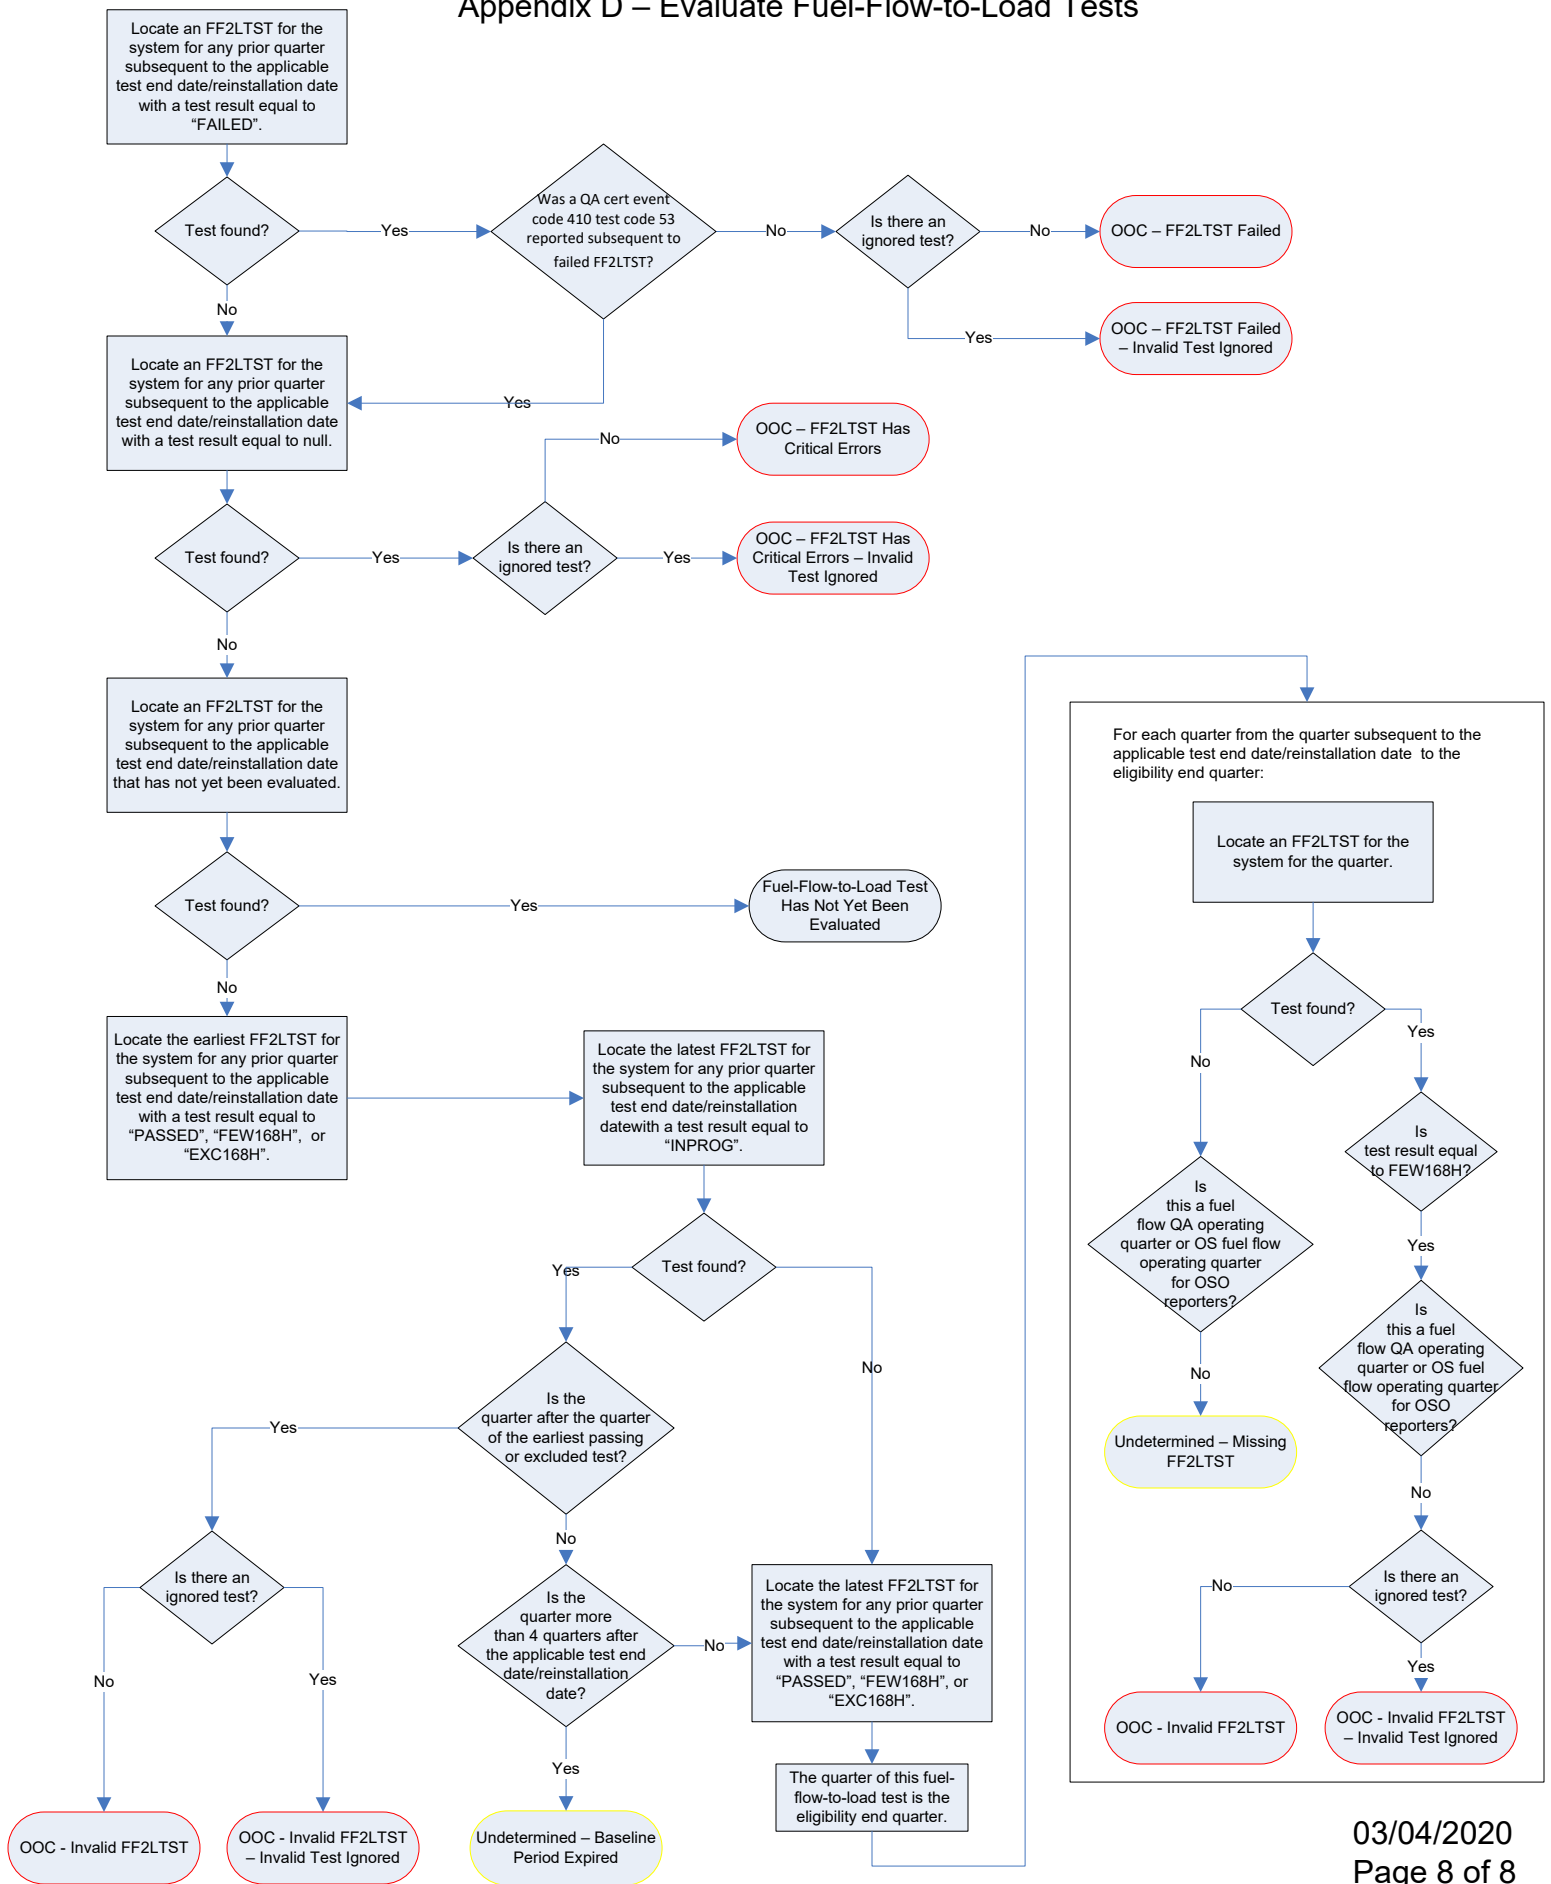 Appendix D – Evaluate Fuel-Flow-to-Load Tests
Locate an FF2LTST for the
system for any prior quarter
subsequent to the applicable
test end date/reinstallation date
with a test result equal to
“FAILED”.
Test found?
Yes
Was a QA cert event
code 410 test code 53
reported subsequent to
failed FF2LTST?
No
Is there an
ignored test?
No
OOC – FF2LTST Failed
Yes
OOC – FF2LTST Failed
– Invalid Test Ignored
No
Yes
Locate an FF2LTST for the
system for any prior quarter
subsequent to the applicable
test end date/reinstallation date
with a test result equal to null.
Test found?
Yes
Is there an
ignored test?
No
OOC – FF2LTST Has
Critical Errors
Yes
OOC – FF2LTST Has
Critical Errors – Invalid
Test Ignored
No
Locate an FF2LTST for the
system for any prior quarter
subsequent to the applicable
test end date/reinstallation date
that has not yet been evaluated.
Test found?
Yes
Fuel-Flow-to-Load Test
Has Not Yet Been
Evaluated
No
Locate the earliest FF2LTST for
the system for any prior quarter
subsequent to the applicable
test end date/reinstallation date
with a test result equal to
“PASSED”, “FEW168H”,  or
“EXC168H”.
Locate the latest FF2LTST for
the system for any prior quarter
subsequent to the applicable
test end date/reinstallation
datewith a test result equal to
“INPROG”.
Test found?
Yes
No
Is the
quarter after the quarter
of the earliest passing
or excluded test?
Yes
No
Is there an
ignored test?
No
Yes
OOC - Invalid FF2LTST
OOC - Invalid FF2LTST
– Invalid Test Ignored
Is the
quarter more
than 4 quarters after
the applicable test end
date/reinstallation
date?
No
Yes
Undetermined – Baseline
Period Expired
Locate the latest FF2LTST for
the system for any prior quarter
subsequent to the applicable
test end date/reinstallation date
with a test result equal to
“PASSED”, “FEW168H”, or
“EXC168H”.
The quarter of this fuel-
flow-to-load test is the
eligibility end quarter.
For each quarter from the quarter subsequent to the
applicable test end date/reinstallation date  to the
eligibility end quarter:
Locate an FF2LTST for the
system for the quarter.
Test found?
No
Yes
Is
this a fuel
flow QA operating
quarter or OS fuel flow
operating quarter
for OSO
reporters?
No
Undetermined – Missing
FF2LTST
Is
test result equal
to FEW168H?
Yes
Is
this a fuel
flow QA operating
quarter or OS fuel
flow operating quarter
for OSO
reporters?
No
Is there an
ignored test?
No
Yes
OOC - Invalid FF2LTST
OOC - Invalid FF2LTST
– Invalid Test Ignored
03/04/2020
Page 8 of 8